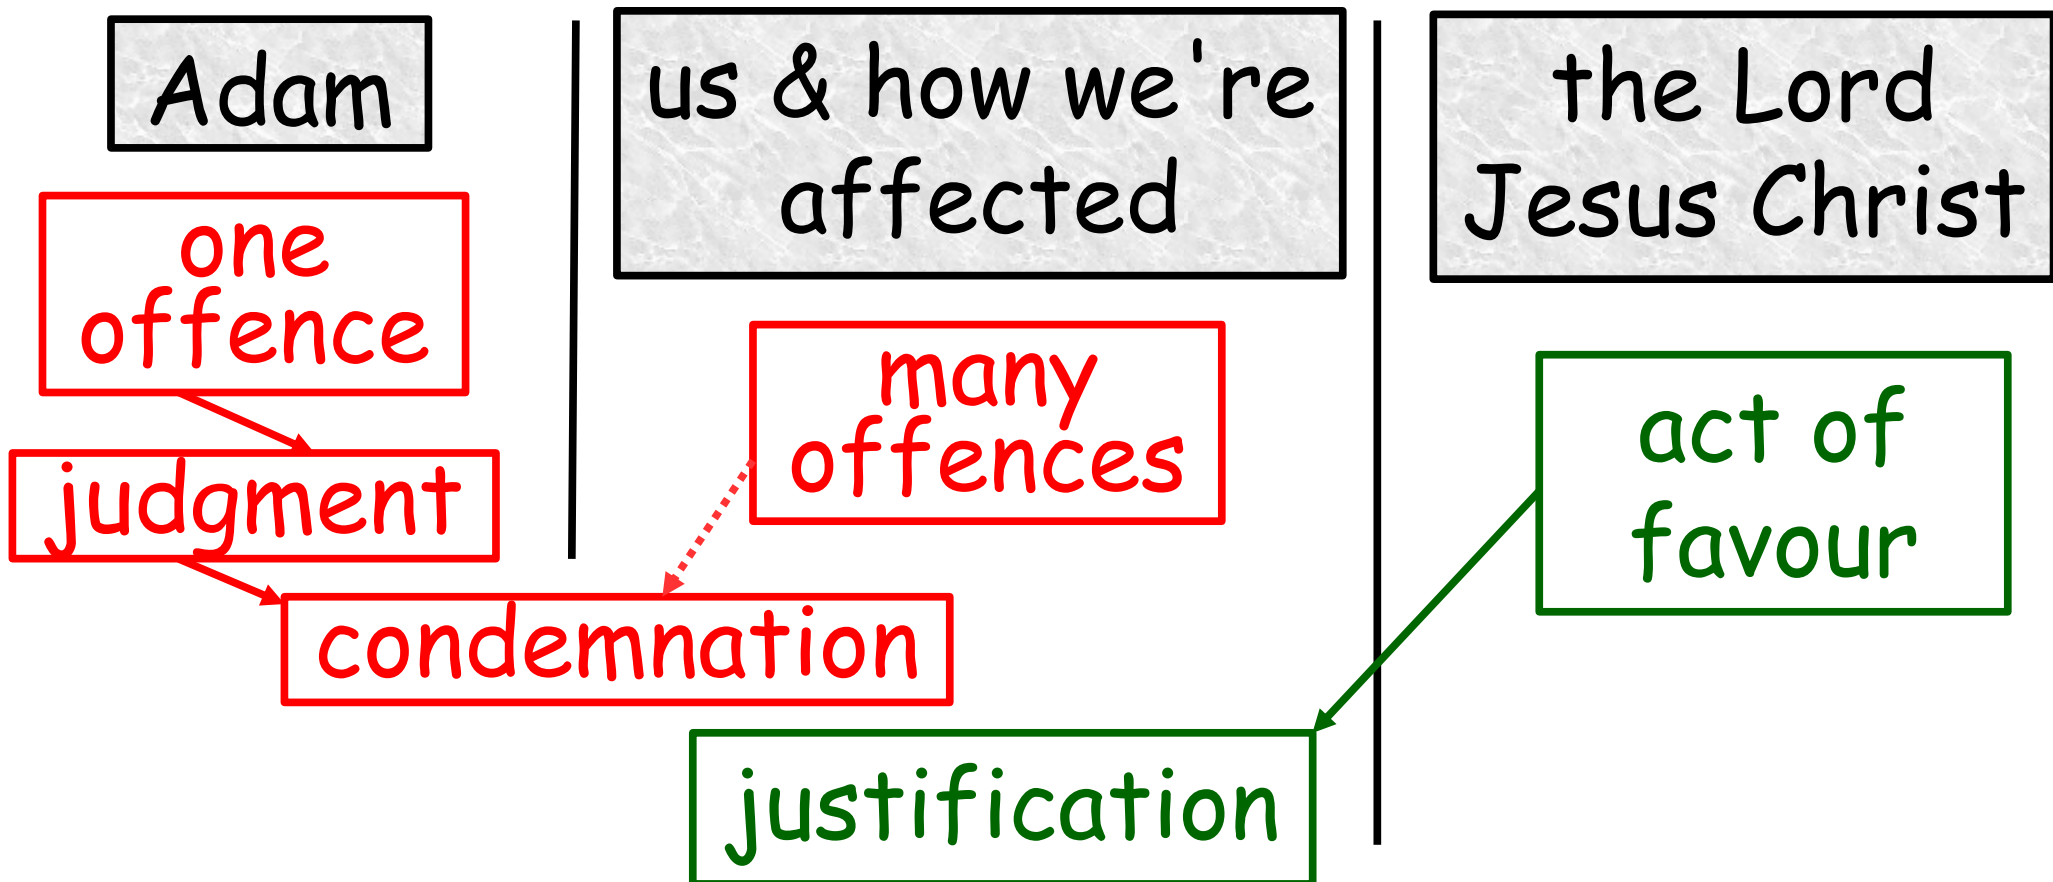 Adam
us & how we're
affected
the Lord
Jesus Christ
one
offence
many
offences
act of
favour
judgment
condemnation
justification